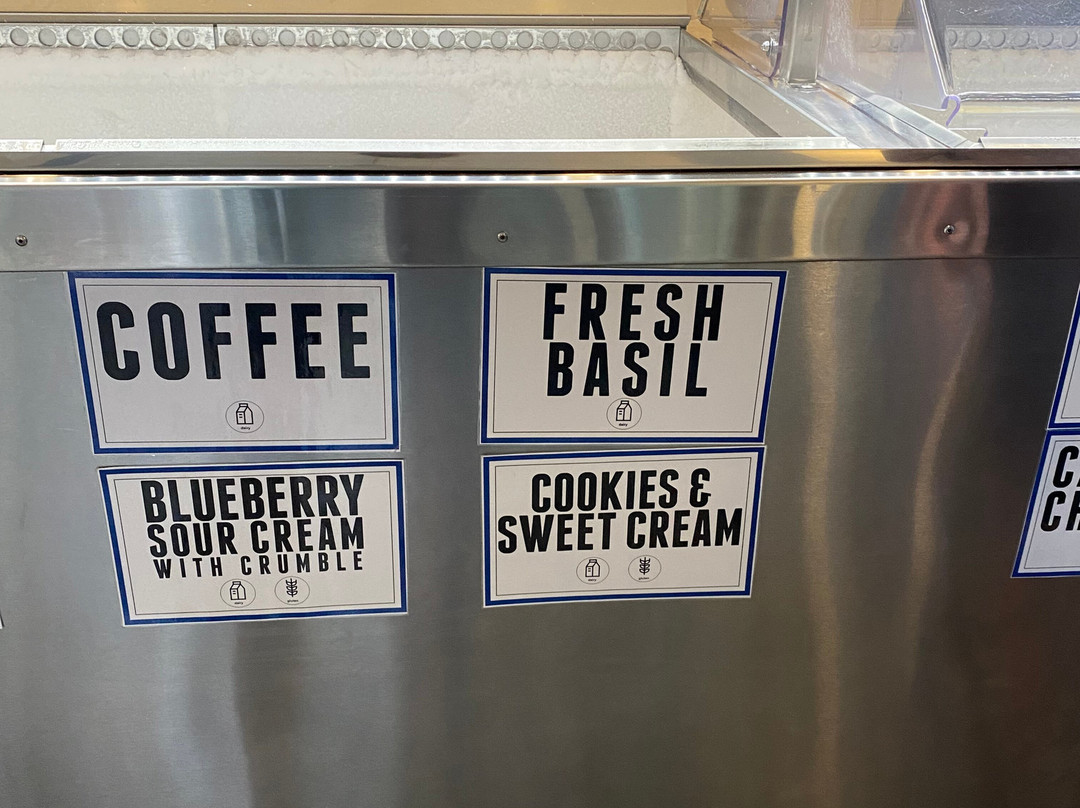 COFFEE
dairy
FRESH
BASIL
dairy
BLUEBERRY
SOUR CREAM
WITH CRUMBLE
dairy
gluten
COOKIES &
SWEET CREAM
dairy
gluten